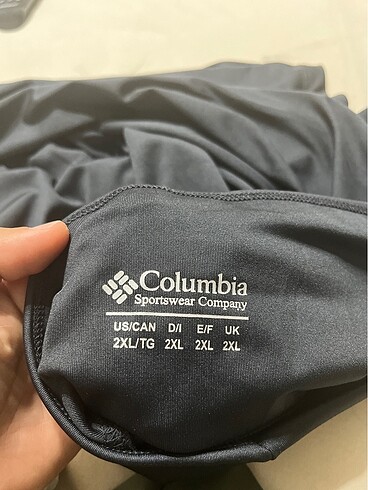 Columbia
Sportswear Company
US/CAN D/I E/F UK
2XL/TG 2XL 2XL 2XL